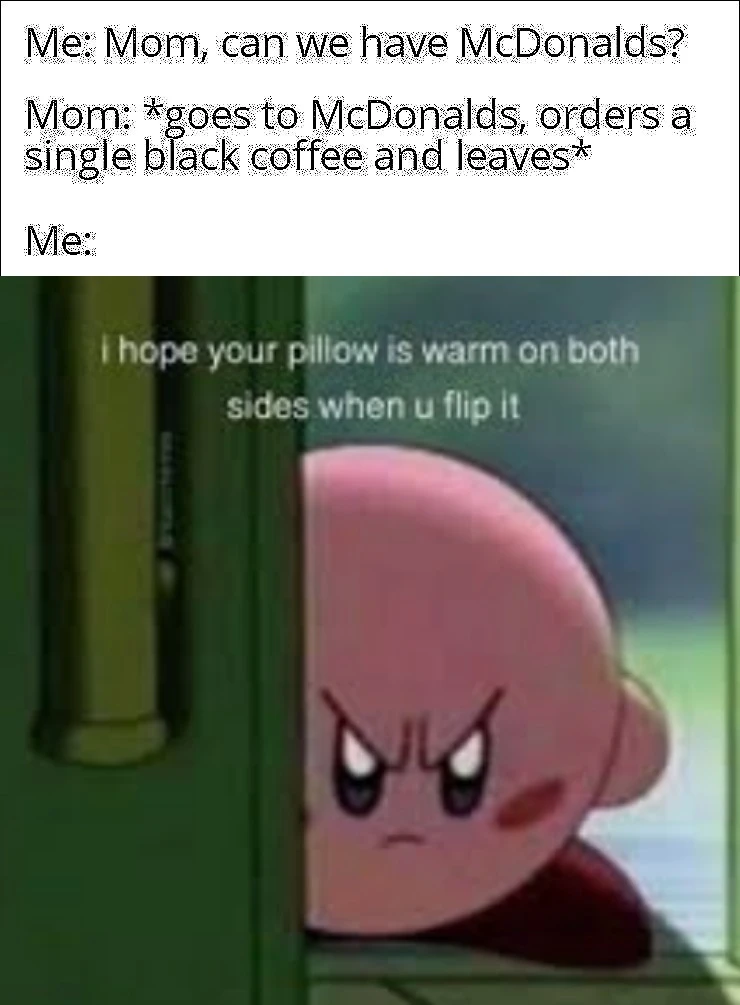 Me: Mom, can we have McDonalds?
Mom: *goes to McDonalds, orders a
single black coffee and leaves*
Me:
i hope your pillow is warm on both
sides when u flip it